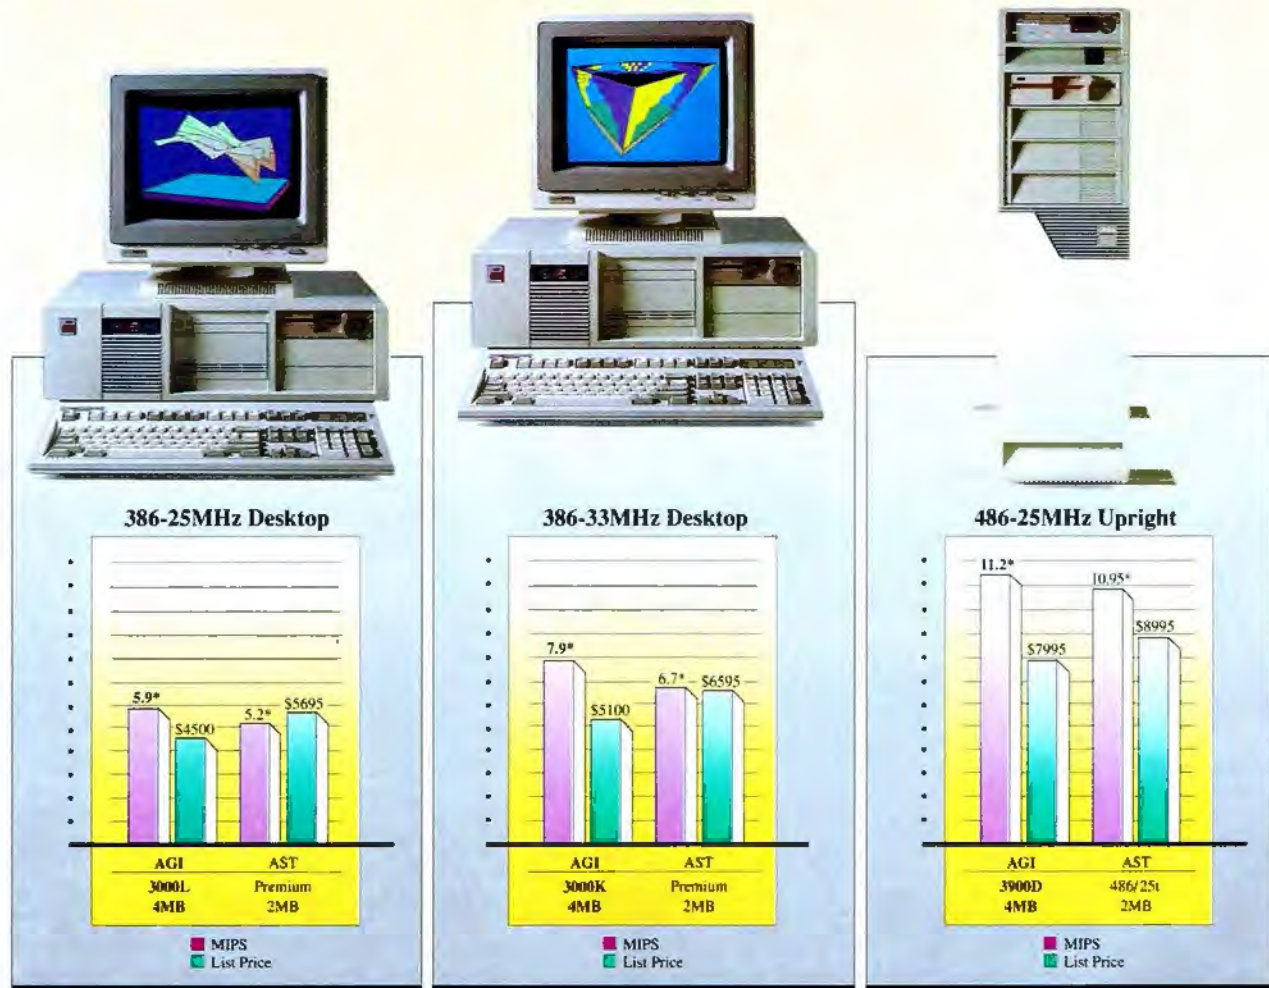 386-25MHz Desktop
5.9*
$4500
5.2*
$5695
AGI AST
3000L Premium
4MB 2MB
MIPS
List Price
386-33MHz Desktop
7.9*
$5100
6.7*
$6595
AGI AST
3000K Premium
4MB 2MB
MIPS
List Price
486-25MHz Upright
11.2*
$7995
10.95*
$8995
AGI AST
3900D 486/25t
4MB 2MB
MIPS
List Price